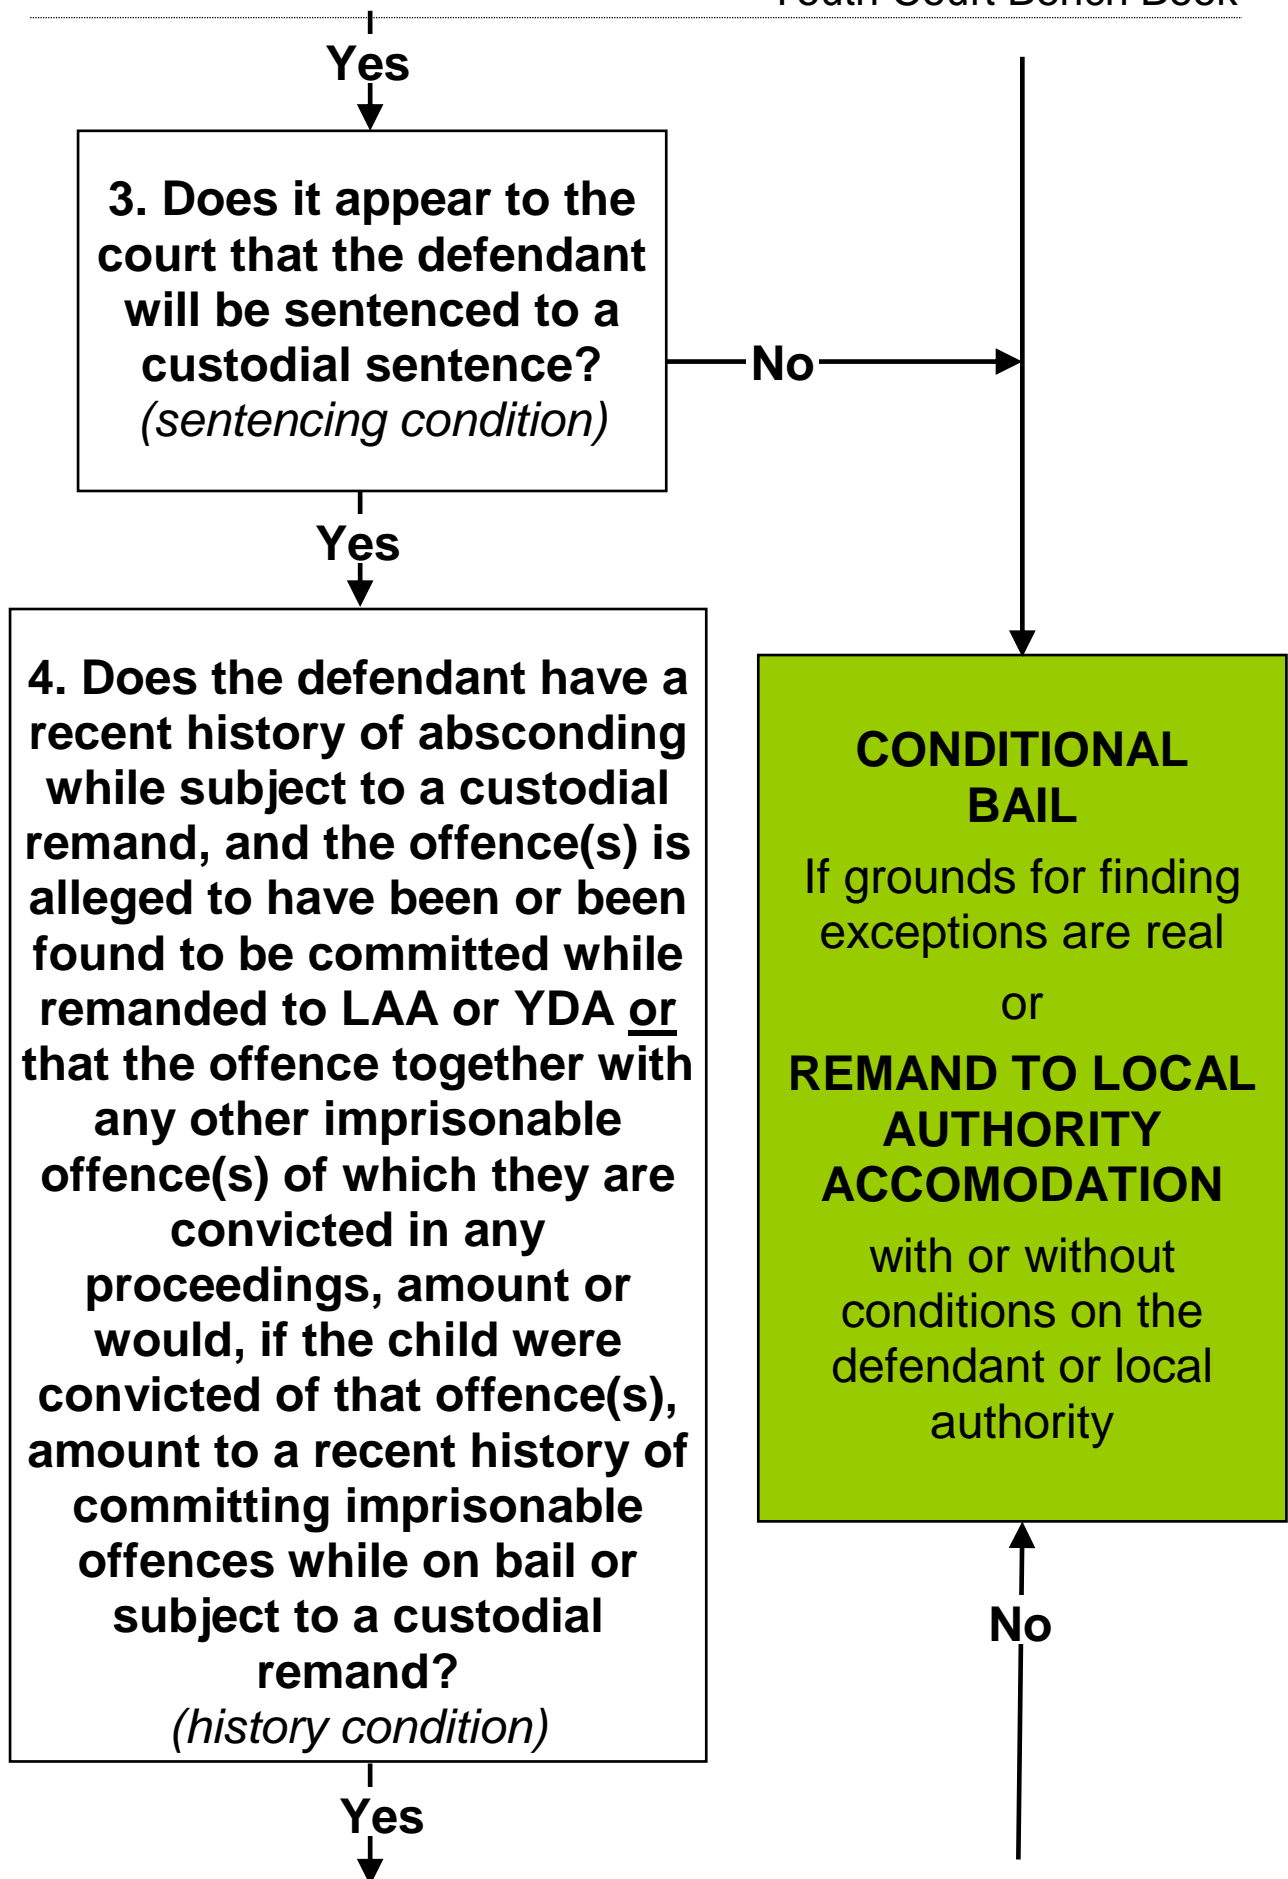 Youth Court Bench Book
Yes
3. Does it appear to the
court that the defendant
will be sentenced to a
custodial sentence?
(sentencing condition)
No
Yes
4. Does the defendant have a
recent history of absconding
while subject to a custodial
remand, and the offence(s) is
alleged to have been or been
found to be committed while
remanded to LAA or YDA or
that the offence together with
any other imprisonable
offence(s) of which they are
convicted in any
proceedings, amount or
would, if the child were
convicted of that offence(s),
amount to a recent history of
committing imprisonable
offences while on bail or
subject to a custodial
remand?
(history condition)
Yes
CONDITIONAL
BAIL
If grounds for finding
exceptions are real
or
REMAND TO LOCAL
AUTHORITY
ACCOMODATION
with or without
conditions on the
defendant or local
authority
No